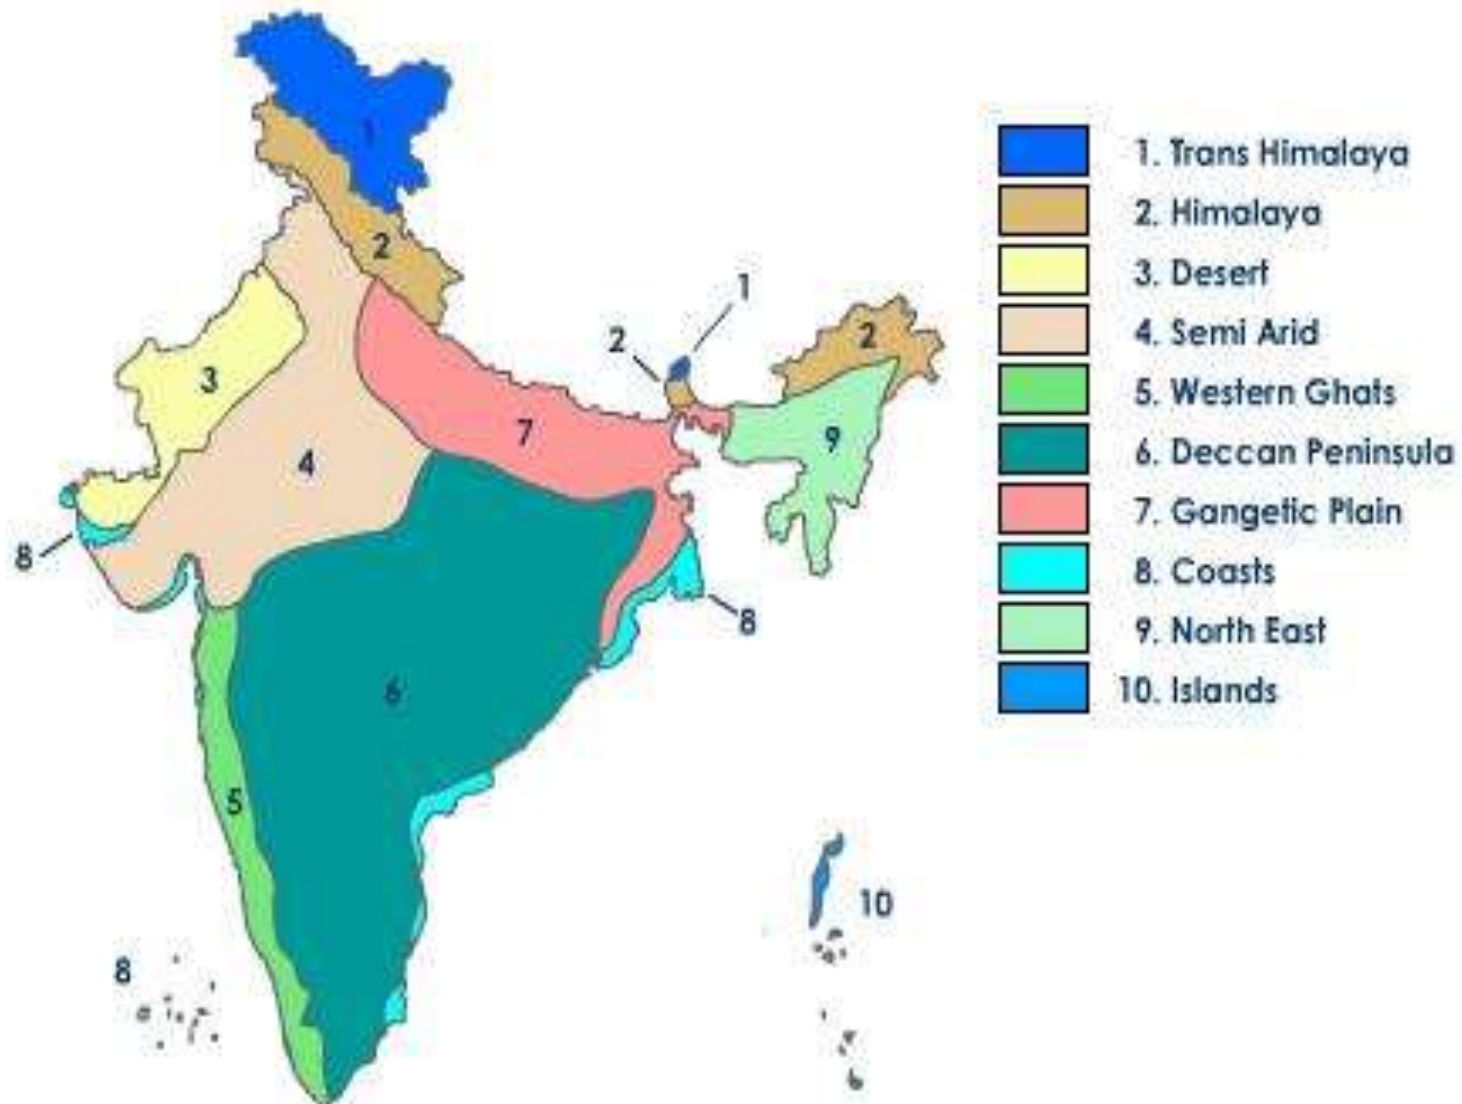 1
2
3
4
7
2
1
2
9
8
8
6
5
8
10
1. Trans Himalaya
2. Himalaya
3. Desert
4. Semi Arid
5. Western Ghats
6. Deccan Peninsula
7. Gangetic Plain
8. Coasts
9. North East
10. Islands